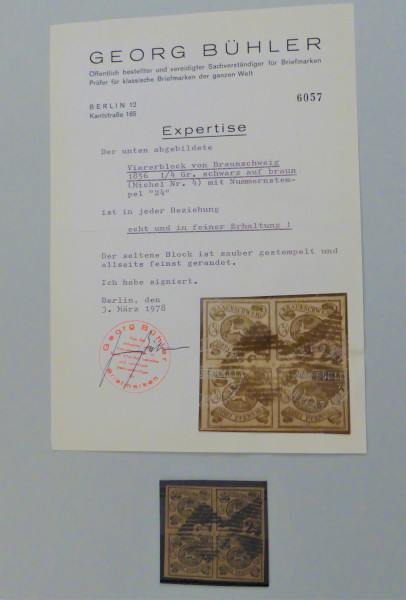 GEORG BÜHLER
Öffentlich bestellter und vereidigter Sachverständiger für Briefmarken
Prüfer für klassische Briefmarken der ganzen Welt
BERLIN 12
Kantstraße 165
6057
Expertise
Der unten abgebildete
Viererblock von Braunschweig
1856 1/4 Gr. schwarz auf braun
(Michel Nr. 4) mit Nummernstem-
pel "24"
ist in jeder Beziehung
echt und in feiner Erhaltung !
Der seltene Block ist sauber gestempelt und
allseits feinst gerandet.
Ich habe signiert.
Berlin, den
3. März 1978
Georg Bühler
Briefmarken